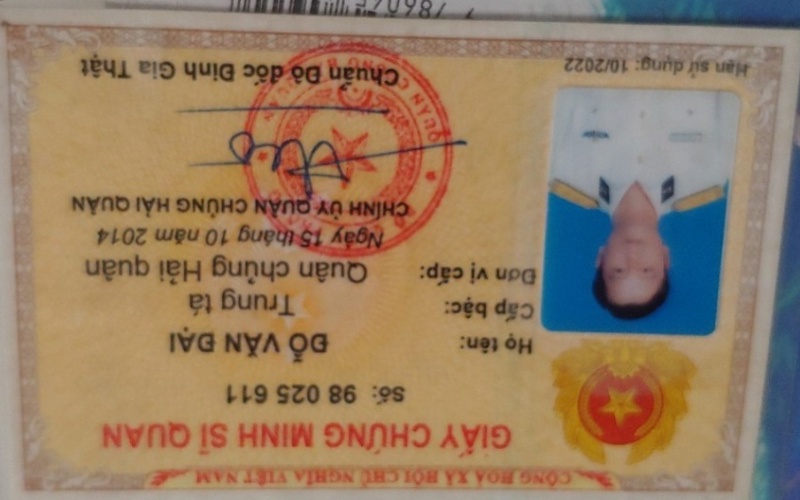 CỘNG HOÀ XÃ HỘI CHỦ NGHĨA VIỆT NAM
GIẤY CHỨNG MINH SĨ QUAN
Số: 98 025 611
Họ tên: ĐỖ VĂN ĐẠI
Cấp bậc: Trung tá
Đơn vị cấp: Quân chủng Hải quân
Ngày 15 tháng 10 năm 2014
CHÍNH ỦY QUÂN CHỦNG HẢI QUÂN
Chuẩn Đô đốc Đinh Gia Thật
Hạn sử dụng: 10/2022